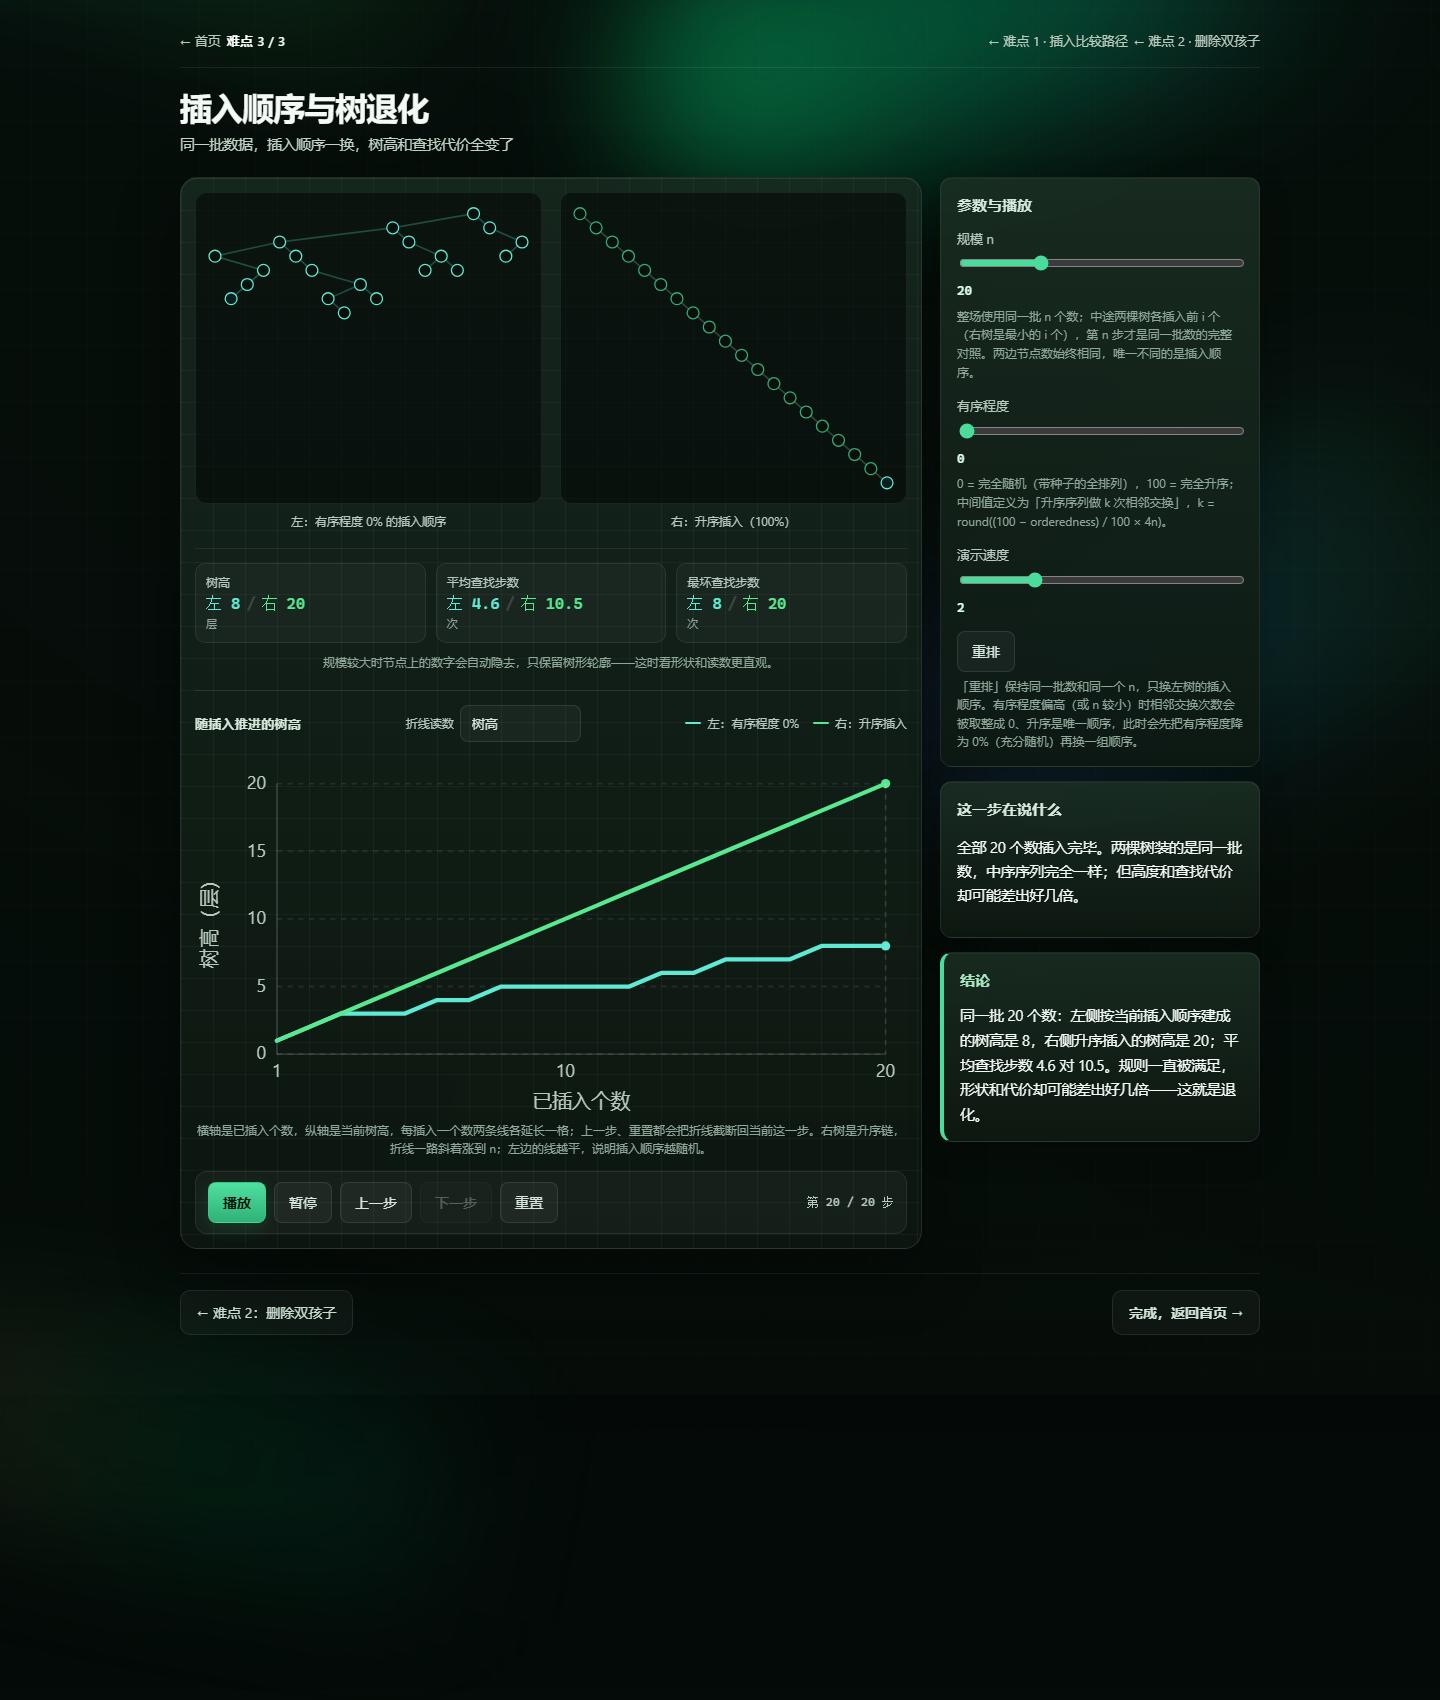 ← 首页 难点 3 / 3
← 难点 1 · 插入比较路径 ← 难点 2 · 删除双孩子
插入顺序与树退化
同一批数据，插入顺序一换，树高和查找代价全变了
左：有序程度 0% 的插入顺序
右：升序插入（100%）
树高
左 8 / 右 20
层
平均查找步数
左 4.6 / 右 10.5
次
最坏查找步数
左 8 / 右 20
次
规模较大时节点上的数字会自动隐去，只保留树形轮廓——这时看形状和读数更直观。
随插入推进的树高
折线读数 树高
左：有序程度 0% 右：升序插入
20
15
10
5
0
树高（层）
1 10 20
已插入个数
横轴是已插入个数，纵轴是当前树高，每插入一个数两条线各延长一格；上一步、重置都会把折线截断回当前这一步。右树是升序链，
折线一路斜着涨到 n；左边的线越平，说明插入顺序越随机。
播放 暂停 上一步 下一步 重置
第 20 / 20 步
参数与播放
规模 n
20
整场使用同一批 n 个数；中途两棵树各插入前 i 个
（右树是最小的 i 个），第 n 步才是同一批数的完整
对照。两边节点数始终相同，唯一不同的是插入顺
序。
有序程度
0
0 = 完全随机（带种子的全排列），100 = 完全升序；
中间值定义为「升序序列做 k 次相邻交换」，k =
round((100 − orderedness) / 100 × 4n)。
演示速度
2
重排
「重排」保持同一批数和同一个 n，只换左树的插入
顺序。有序程度偏高（或 n 较小）时相邻交换次数会
被取整成 0、升序是唯一顺序，此时会先把有序程度降
为 0%（充分随机）再换一组顺序。
这一步在说什么
全部 20 个数插入完毕。两棵树装的是同一批
数，中序序列完全一样；但高度和查找代价
却可能差出好几倍。
结论
同一批 20 个数：左侧按当前插入顺序建成
的树高是 8，右侧升序插入的树高是 20；平
均查找步数 4.6 对 10.5。规则一直被满足，
形状和代价却可能差出好几倍——这就是退
化。
← 难点 2：删除双孩子
完成，返回首页 →